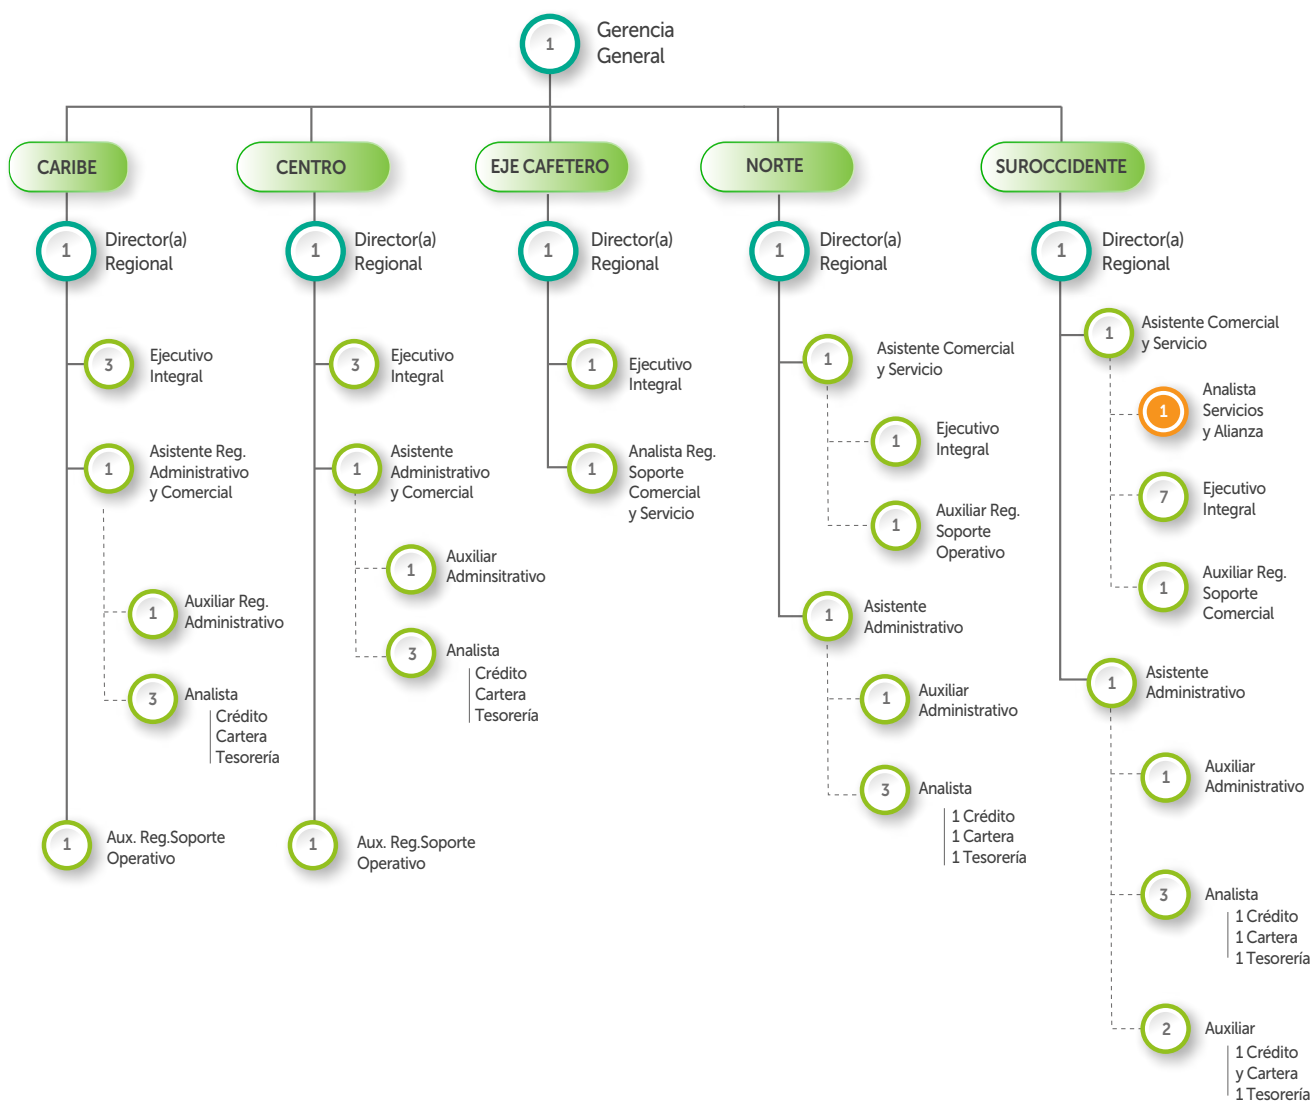 1
Gerencia
General
CARIBE
1
Director(a)
Regional
3
Ejecutivo
Integral
1
Asistente Reg.
Administrativo
y Comercial
1
Auxiliar Reg.
Administrativo
3
Analista
Crédito
Cartera
Tesorería
1
Aux. Reg.Soporte
Operativo
CENTRO
1
Director(a)
Regional
3
Ejecutivo
Integral
1
Asistente
Administrativo
y Comercial
1
Auxiliar
Adminsitrativo
3
Analista
Crédito
Cartera
Tesorería
1
Aux. Reg.Soporte
Operativo
EJE CAFETERO
1
Director(a)
Regional
1
Ejecutivo
Integral
1
Analista Reg.
Soporte
Comercial
y Servicio
NORTE
1
Director(a)
Regional
1
Asistente Comercial
y Servicio
1
Ejecutivo
Integral
1
Auxiliar Reg.
Soporte
Operativo
1
Asistente
Administrativo
1
Auxiliar
Administrativo
3
Analista
1 Crédito
1 Cartera
1 Tesorería
SUROCCIDENTE
1
Director(a)
Regional
1
Asistente Comercial
y Servicio
1
Analista
Servicios
y Alianza
7
Ejecutivo
Integral
1
Auxiliar Reg.
Soporte
Comercial
1
Asistente
Administrativo
1
Auxiliar
Administrativo
3
Analista
1 Crédito
1 Cartera
1 Tesorería
2
Auxiliar
1 Crédito
y Cartera
1 Tesorería